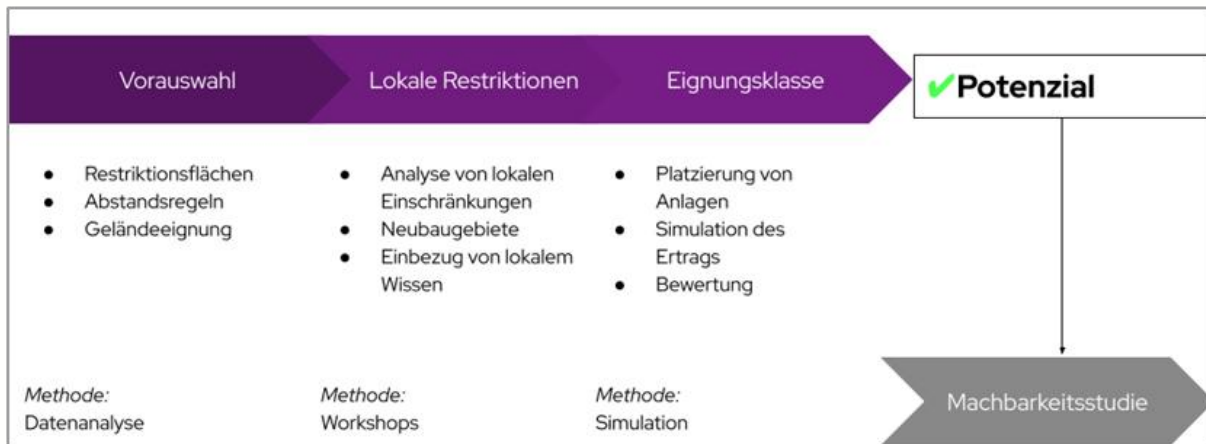 Vorauswahl
Lokale Restriktionen
Eignungsklasse
✔Potenzial
● Restriktionsflächen
● Abstandsregeln
● Geländeeignung
● Analyse von lokalen
Einschränkungen
● Neubaugebiete
● Einbezug von lokalem
Wissen
● Platzierung von
Anlagen
● Simulation des
Ertrags
● Bewertung
Methode:
Datenanalyse
Methode:
Workshops
Methode:
Simulation
Machbarkeitsstudie